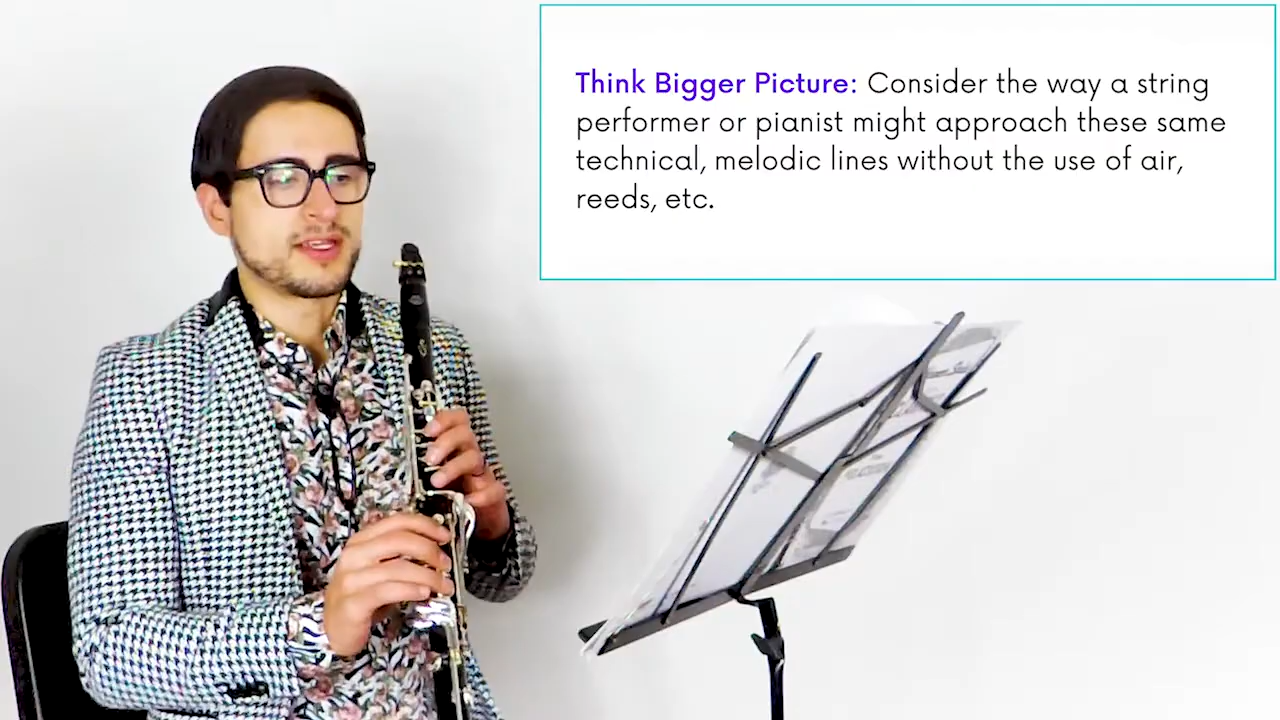 Think Bigger Picture: Consider the way a string
performer or pianist might approach these same
technical, melodic lines without the use of air,
reeds, etc.